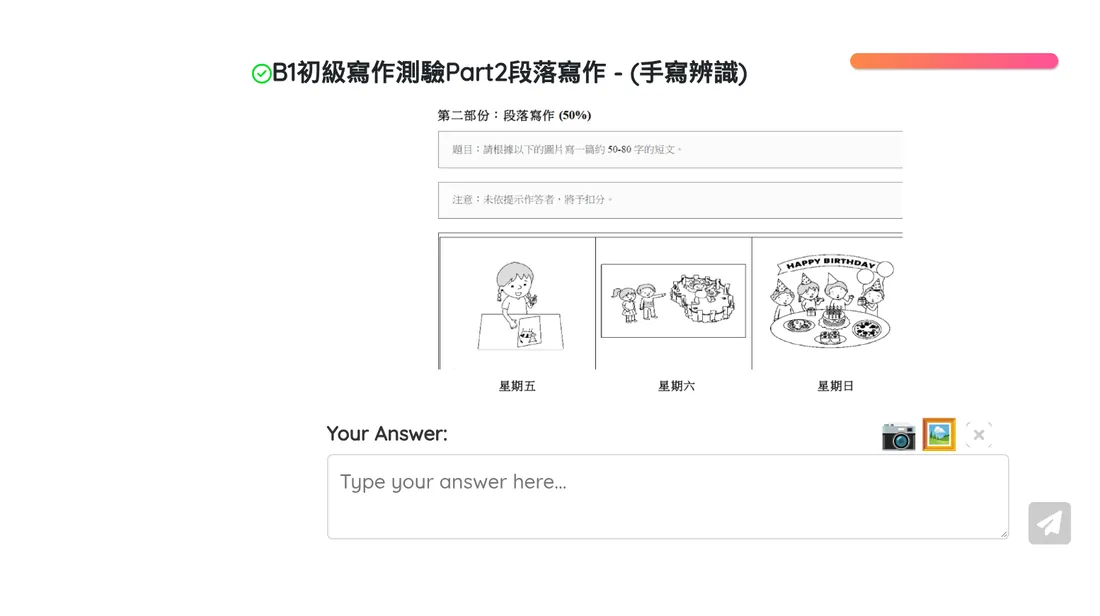 B1初級寫作測驗Part2段落寫作 - (手寫辨識)
第二部份：段落寫作 (50%)
題目：請根據以下的圖片寫一篇約 50-80 字的短文。
注意：未依提示作答者，將予扣分。
HAPPY BIRTHDAY
星期五 星期六 星期日
Your Answer:
Type your answer here...